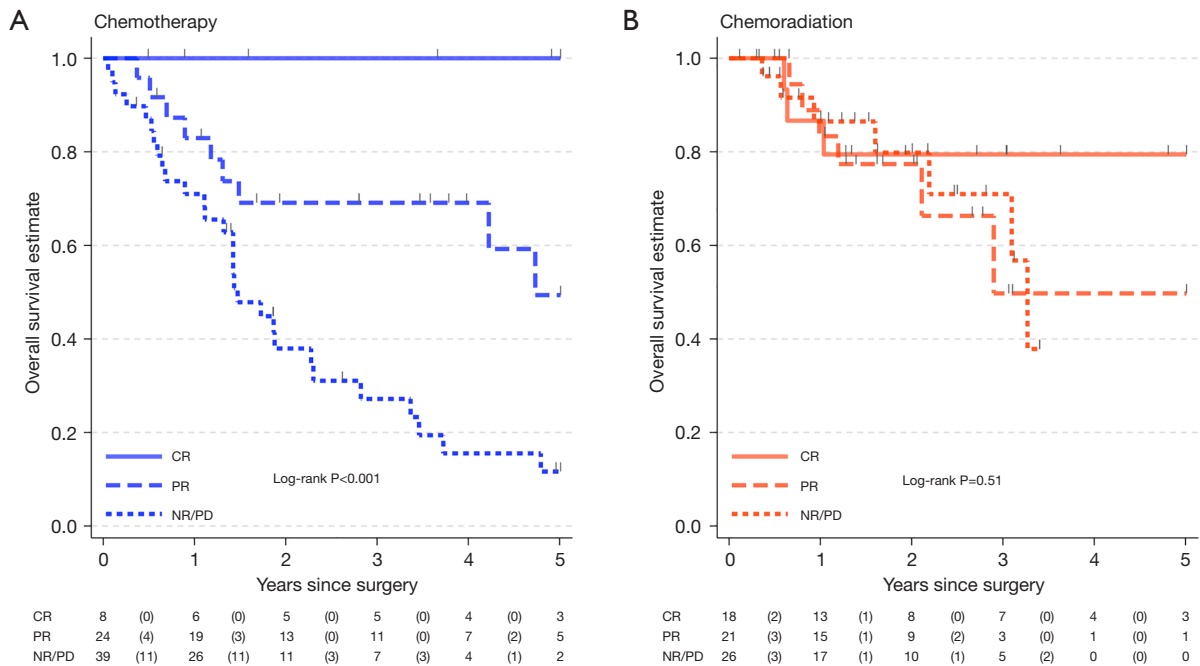 A Chemotherapy
1.0
0.8
0.6
0.4
0.2
0.0
Overall survival estimate
CR
PR
NR/PD
Log-rank P<0.001
0 1 2 3 4 5
Years since surgery
CR 8 (0) 6 (0) 5 (0) 5 (0) 4 (0) 3
PR 24 (4) 19 (3) 13 (0) 11 (0) 7 (2) 5
NR/PD 39 (11) 26 (11) 11 (3) 7 (3) 4 (1) 2
B Chemoradiation
1.0
0.8
0.6
0.4
0.2
0.0
Overall survival estimate
CR
PR
NR/PD
Log-rank P=0.51
0 1 2 3 4 5
Years since surgery
CR 18 (2) 13 (1) 8 (0) 7 (0) 4 (0) 3
PR 21 (3) 15 (1) 9 (2) 3 (0) 1 (0) 1
NR/PD 26 (3) 17 (1) 10 (1) 5 (2) 0 (0) 0